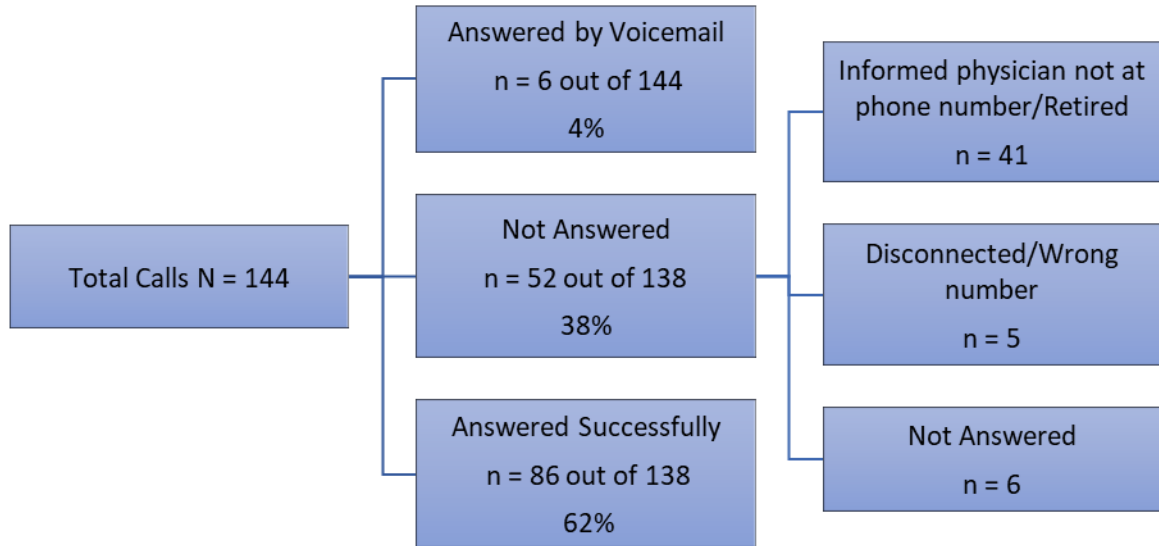 Total Calls N = 144
Answered by Voicemail
n = 6 out of 144
4%
Not Answered
n = 52 out of 138
38%
Answered Successfully
n = 86 out of 138
62%
Informed physician not at
phone number/Retired
n = 41
Disconnected/Wrong
number
n = 5
Not Answered
n = 6